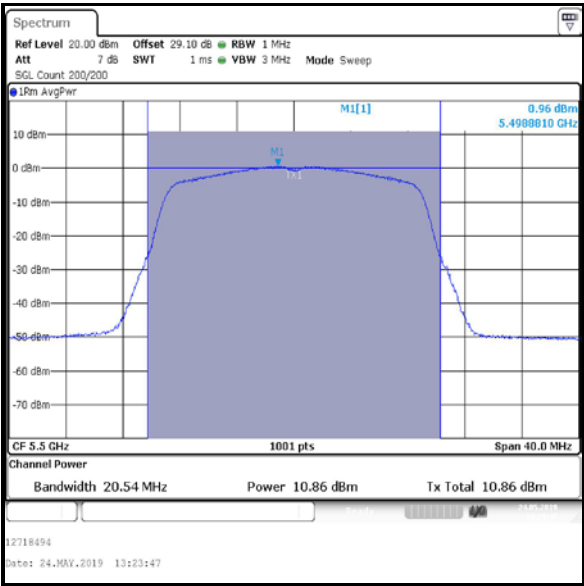 Spectrum
Ref Level 20.00 dBm Offset 29.10 dB RBW 1 MHz
Att 7 dB SWT 1 ms VBW 3 MHz Mode Sweep
SGL Count 200/200
1Rm AvgPwr
M1[1] 0.96 dBm
5.4988810 GHz
10 dBm
M1
0 dBm
TX1
-10 dBm
-20 dBm
-30 dBm
-40 dBm
-50 dBm
-60 dBm
-70 dBm
CF 5.5 GHz 1001 pts Span 40.0 MHz
Channel Power
Bandwidth 20.54 MHz Power 10.86 dBm Tx Total 10.86 dBm
Ready 24.05.2019
12718494
Date: 24.MAY.2019 13:23:47